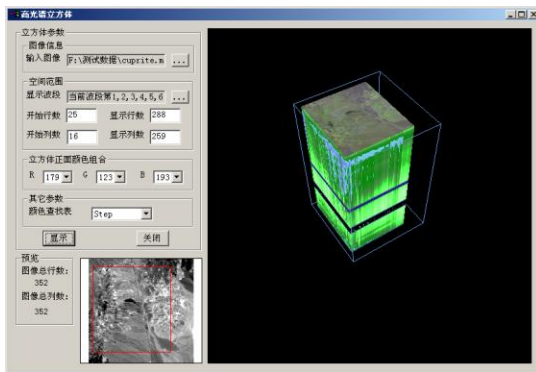 高光谱立方体
立方体参数
图像信息
输入图像 F:\测试数据\cuprite.m ...
空间范围
显示波段 当前波段第1,2,3,4,5,6 ...
开始行数 25 显示行数 288
开始列数 16 显示列数 259
立方体正面颜色组合
R 179 G 123 B 193
其它参数
颜色查找表 Step
显示 关闭
预览
图像总行数:
352
图像总列数:
352